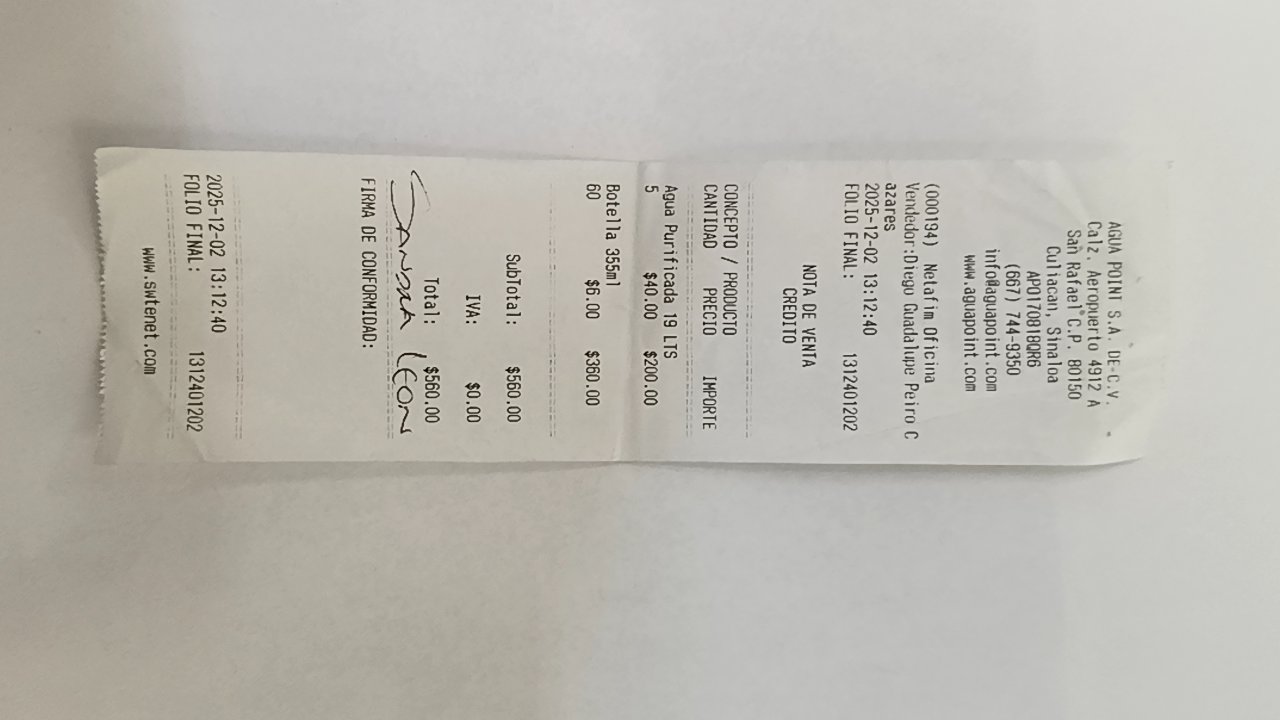 AGUA POINT S.A. DE C.V.
Calz. Aeropuerto 4912 A
San Rafael C.P. 80150
Culiacan, Sinaloa
APO170818QR6
(667) 744-9350
info@aguapoint.com
www.aguapoint.com
(000194) Netafim Oficina
Vendedor:Diego Guadalupe Peiro C
azares
2025-12-02 13:12:40
FOLIO FINAL: 1312401202
NOTA DE VENTA
CREDITO
CONCEPTO / PRODUCTO
CANTIDAD PRECIO IMPORTE
Agua Purificada 19 LTS
5 $40.00 $200.00
Botella 355ml
60 $6.00 $360.00
SubTotal: $560.00
IVA: $0.00
Total: $560.00
SANDRA LEON
FIRMA DE CONFORMIDAD:
2025-12-02 13:12:40
FOLIO FINAL: 1312401202
www.swtenet.com